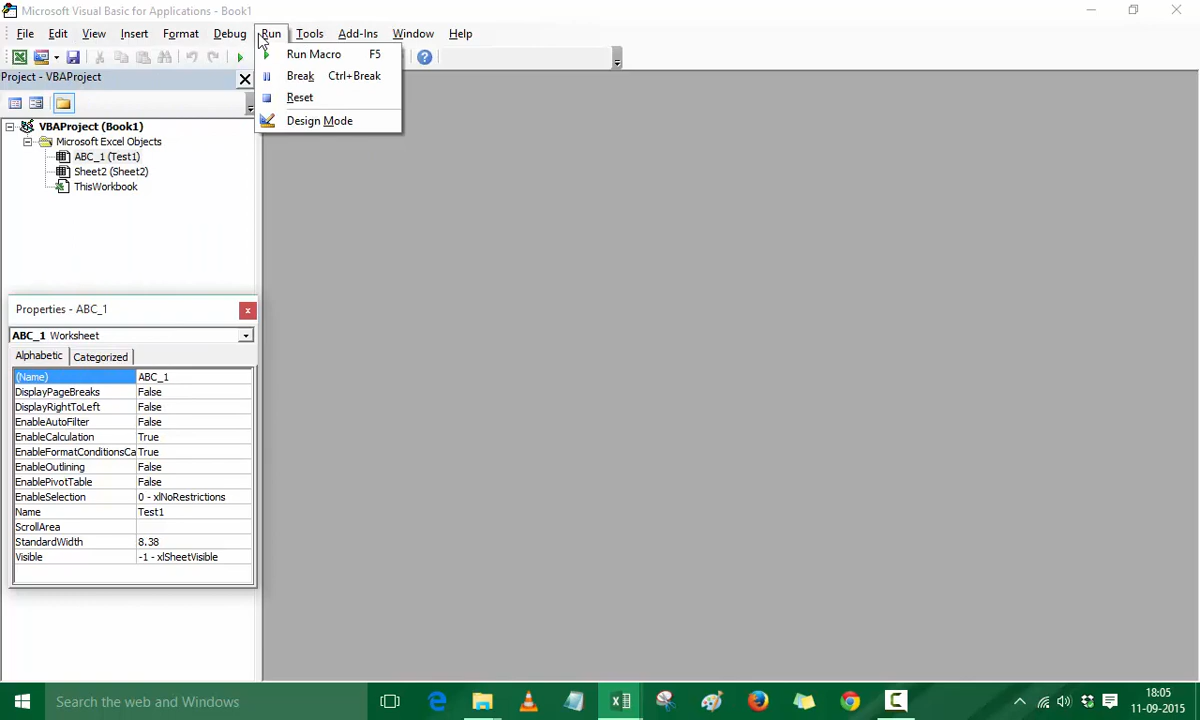 Microsoft Visual Basic for Applications - Book1
File Edit View Insert Format Debug Run Tools Add-Ins Window Help
Run Macro F5
Break Ctrl+Break
Reset
Design Mode
Project - VBAProject
VBAProject (Book1)
Microsoft Excel Objects
ABC_1 (Test1)
Sheet2 (Sheet2)
ThisWorkbook
Properties - ABC_1
ABC_1 Worksheet
Alphabetic Categorized
(Name) ABC_1
DisplayPageBreaks False
DisplayRightToLeft False
EnableAutoFilter False
EnableCalculation True
EnableFormatConditionsCa True
EnableOutlining False
EnablePivotTable False
EnableSelection 0 - xlNoRestrictions
Name Test1
ScrollArea
StandardWidth 8.38
Visible -1 - xlSheetVisible
Search the web and Windows
18:05
11-09-2015